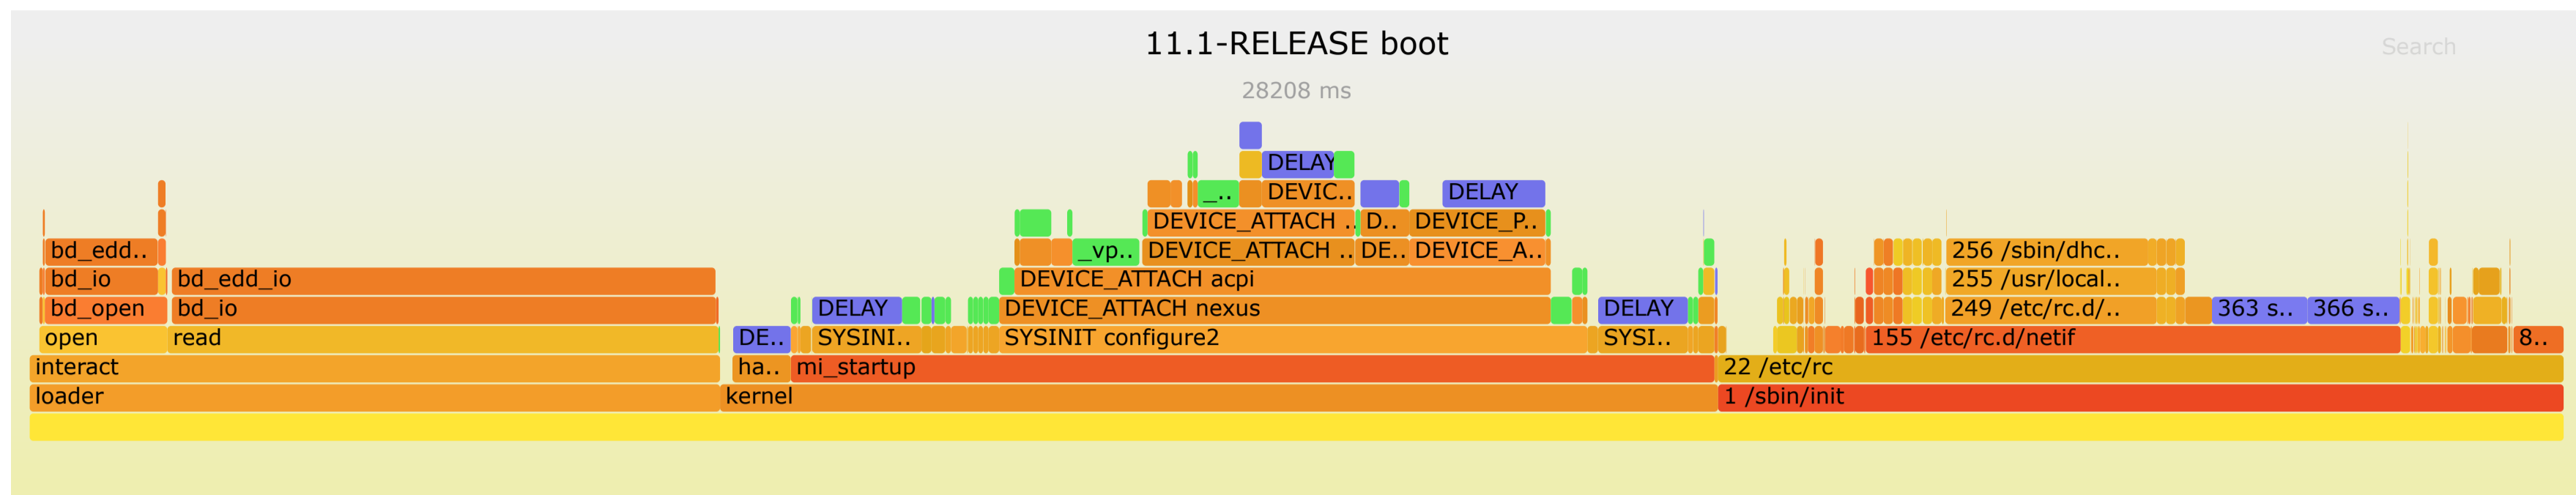 11.1-RELEASE boot
Search
28208 ms
DELAY
_.. DEVIC.. DELAY
DEVICE_ATTACH .. D.. DEVICE_P..
bd_edd.. _vp.. DEVICE_ATTACH .. DE.. DEVICE_A.. 256 /sbin/dhc..
bd_io bd_edd_io DEVICE_ATTACH acpi 255 /usr/local..
bd_open bd_io DELAY DEVICE_ATTACH nexus DELAY 249 /etc/rc.d/.. 363 s.. 366 s..
open read DE.. SYSINI.. SYSINIT configure2 SYSI.. 155 /etc/rc.d/netif 8..
interact ha.. mi_startup 22 /etc/rc
loader kernel 1 /sbin/init